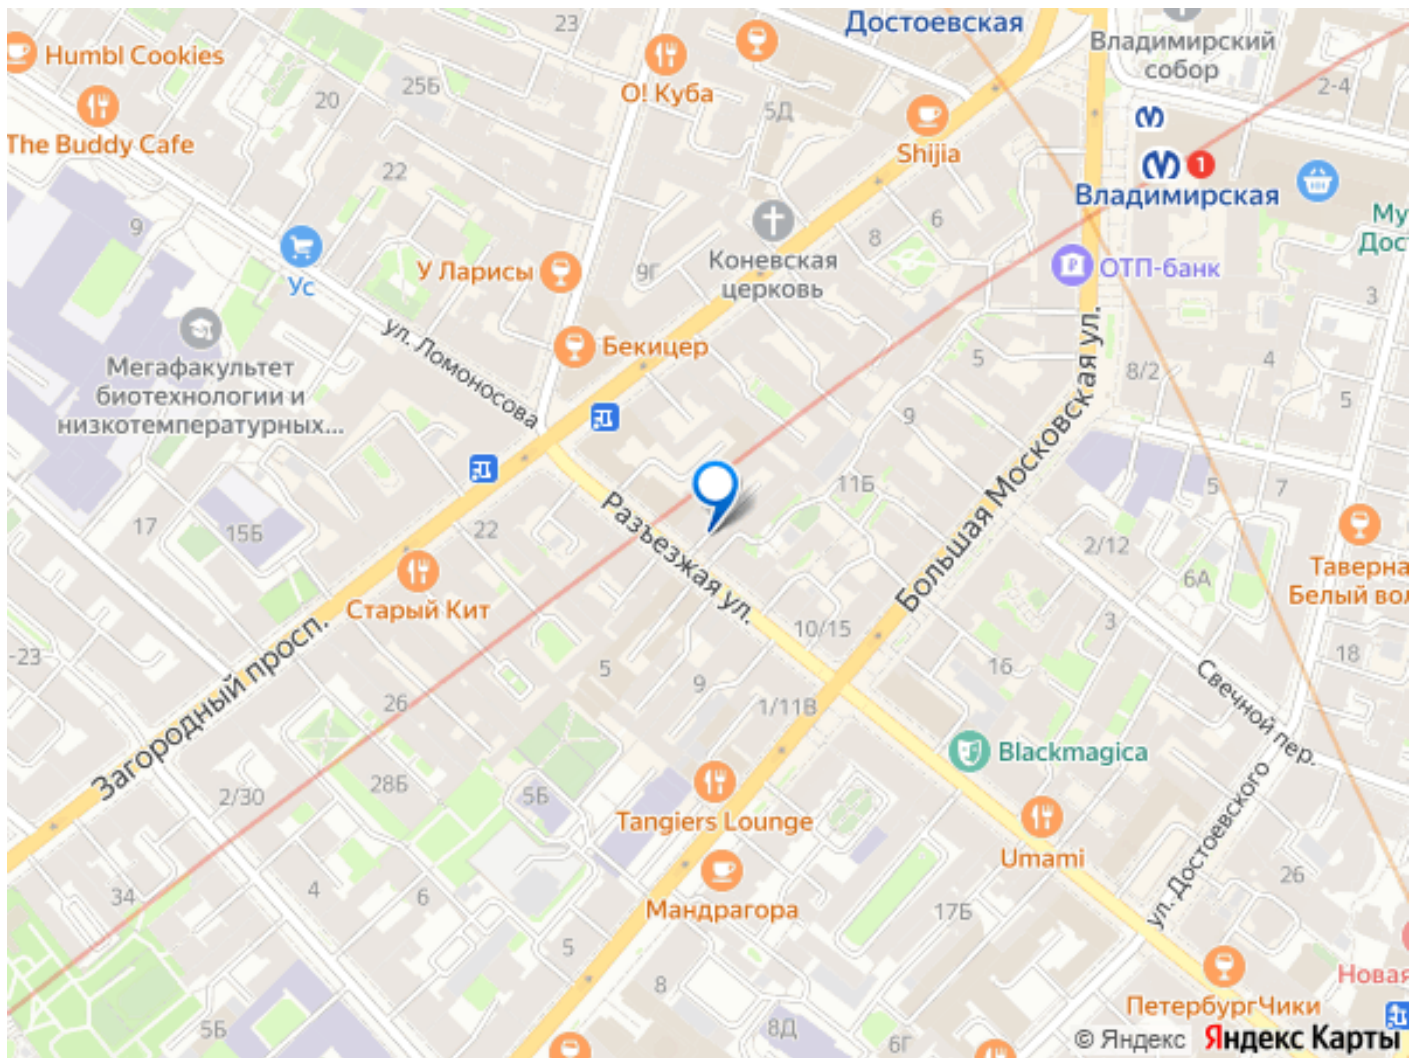 23
Достоевская
Humbl Cookies
Владимирский
собор
25Б
20
О! Куба
5Д
2-4
The Buddy Cafe
Shijia
22
1
Владимирская
9
6
Му
Дос
8
Коневская
церковь
У Ларисы
9Г
ОТП-банк
Ус
3
ул. Ломоносова
Бекицер
5
4
8/2
Мегафакультет
биотехнологии и
низкотемпературных...
9
5
Большая Московская ул.
11Б
5
7
17
15Б
22
Разъезжая ул.
2/12
Таверна
Белый вол
6А
Старый Кит
3
10/15
-23
Загородный просп.
5
9
16
18
26
1/11В
Свечной пер.
Blackmagica
28Б
2/30
5Б
Tangiers Lounge
ул. Достоевского
Umami
34
4
6
Мандрагора
17Б
26
5
8
Новая
ПетербургЧики
5Б
8Д
6Г
© Яндекс Яндекс Карты